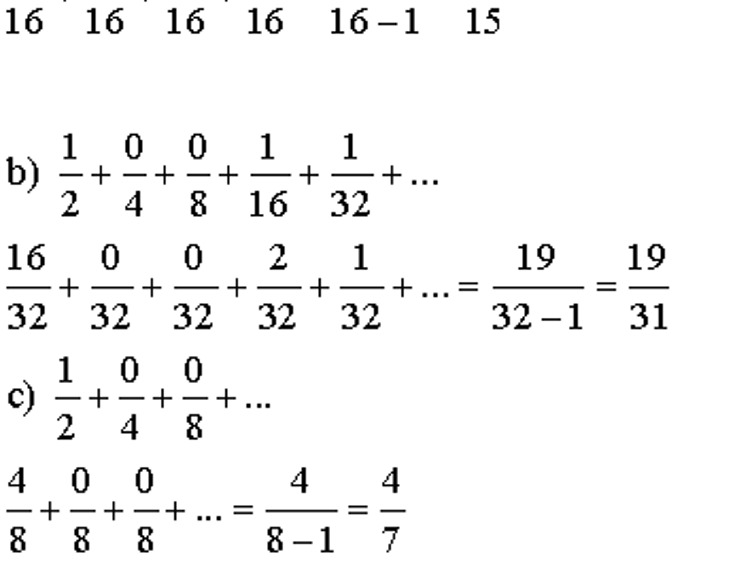 16 16 16 16 16−1 15
b) 1/2 + 0/4 + 0/8 + 1/16 + 1/32 + ...
16/32 + 0/32 + 0/32 + 2/32 + 1/32 + ... = 19/(32−1) = 19/31
c) 1/2 + 0/4 + 0/8 + ...
4/8 + 0/8 + 0/8 + ... = 4/(8−1) = 4/7